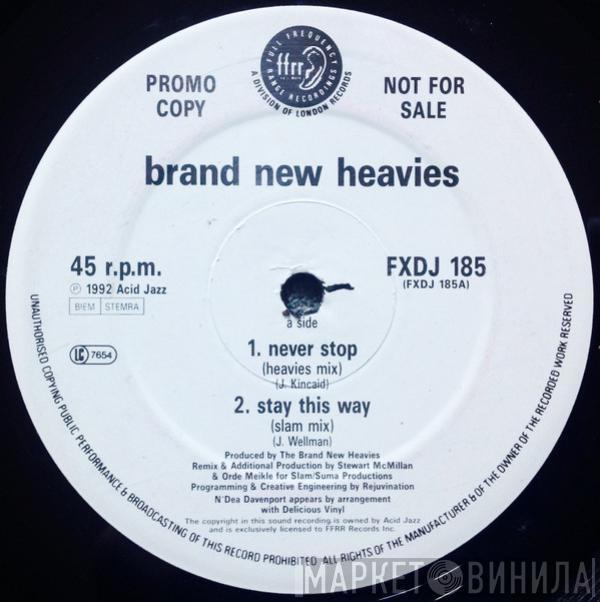 FULL FREQUENCY
ffrr
RANGE RECORDINGS
A DIVISION OF LONDON RECORDS
PROMO
COPY
NOT FOR
SALE
brand new heavies
45 r.p.m.
℗ 1992 Acid Jazz
BIEM STEMRA
LC 7654
FXDJ 185
(FXDJ 185A)
a side
1. never stop
(heavies mix)
(J. Kincaid)
2. stay this way
(slam mix)
(J. Wellman)
Produced by The Brand New Heavies
Remix & Additional Production by Stewart McMillan
& Orde Meikle for Slam/Suma Productions
Programming & Creative Engineering by Rejuvination
N'Dea Davenport appears by arrangement
with Delicious Vinyl
The copyright in this sound recording is owned by Acid Jazz
and is exclusively licensed to FFRR Records Inc.
UNAUTHORISED COPYING PUBLIC PERFORMANCE & BROADCASTING OF THIS RECORD PROHIBITED. ALL RIGHTS OF THE MANUFACTURER & OF THE OWNER OF THE RECORDED WORK RESERVED
МАРКЕТ ВИНИЛА